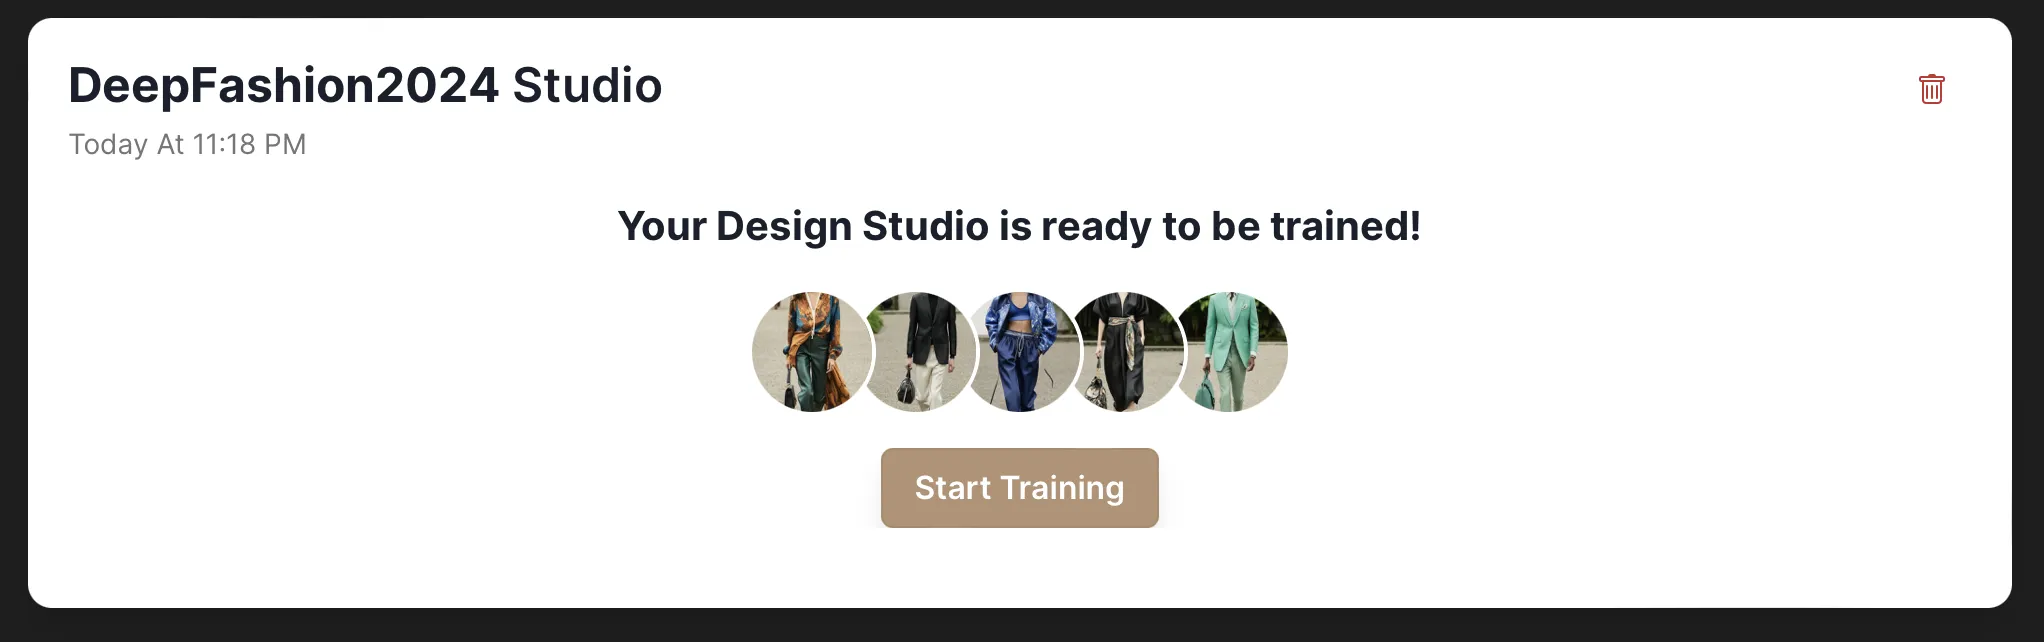 DeepFashion2024 Studio
Today At 11:18 PM
Your Design Studio is ready to be trained!
Start Training